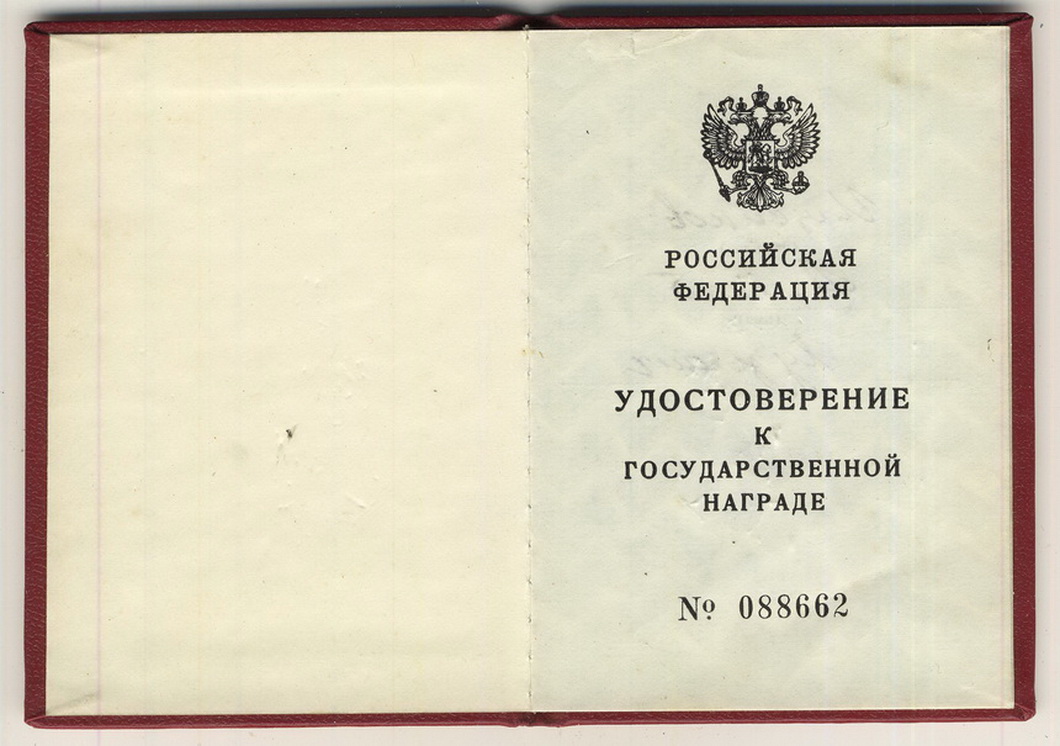 РОССИЙСКАЯ
ФЕДЕРАЦИЯ
УДОСТОВЕРЕНИЕ
К
ГОСУДАРСТВЕННОЙ
НАГРАДЕ
№ 088662